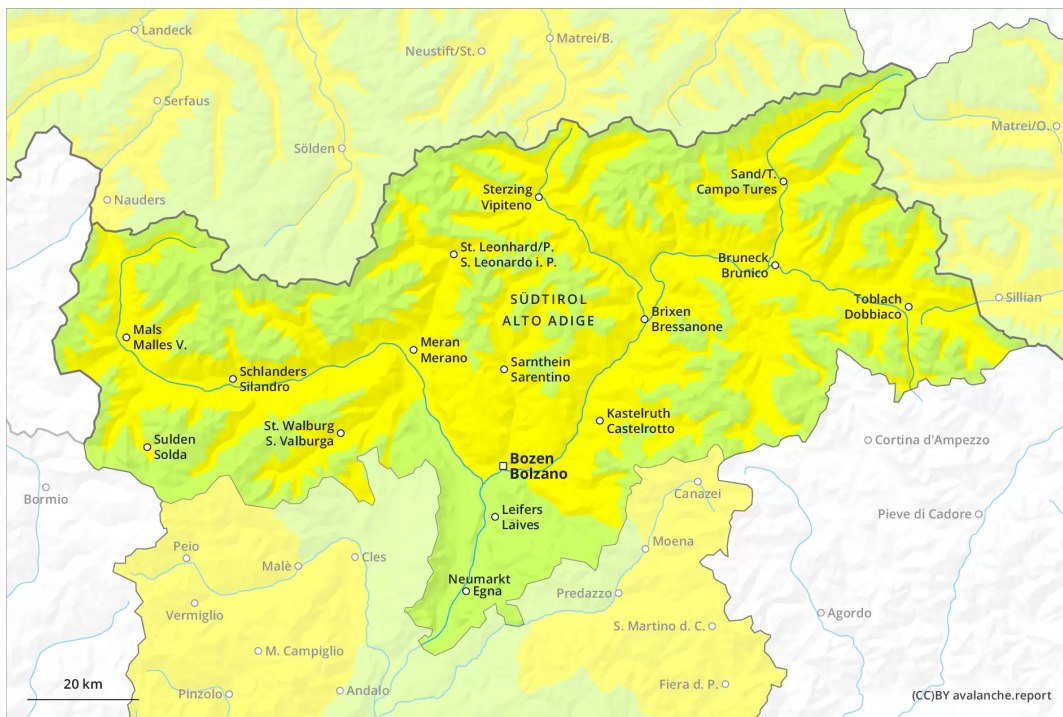 Landeck
Matrei/B.
Neustift/St.
Serfaus
Matrei/O.
Sölden
Sand/T.
Campo Tures
Sterzing
Vipiteno
Nauders
St. Leonhard/P.
S. Leonardo i. P.
Bruneck
Brunico
SÜDTIROL
ALTO ADIGE
Toblach
Dobbiaco
Sillian
Brixen
Bressanone
Mals
Malles V.
Meran
Merano
Sarnthein
Sarentino
Schlanders
Silandro
Kastelruth
Castelrotto
St. Walburg
S. Valburga
Sulden
Solda
Cortina d'Ampezzo
Bozen
Bolzano
Bormio
Canazei
Leifers
Laives
Pieve di Cadore
Peio
Moena
Cles
Malè
Neumarkt
Egna
Predazzo
Vermiglio
Agordo
S. Martino d. C.
M. Campiglio
20 km
Pinzolo
Andalo
Fiera d. P.
(CC)BY avalanche.report